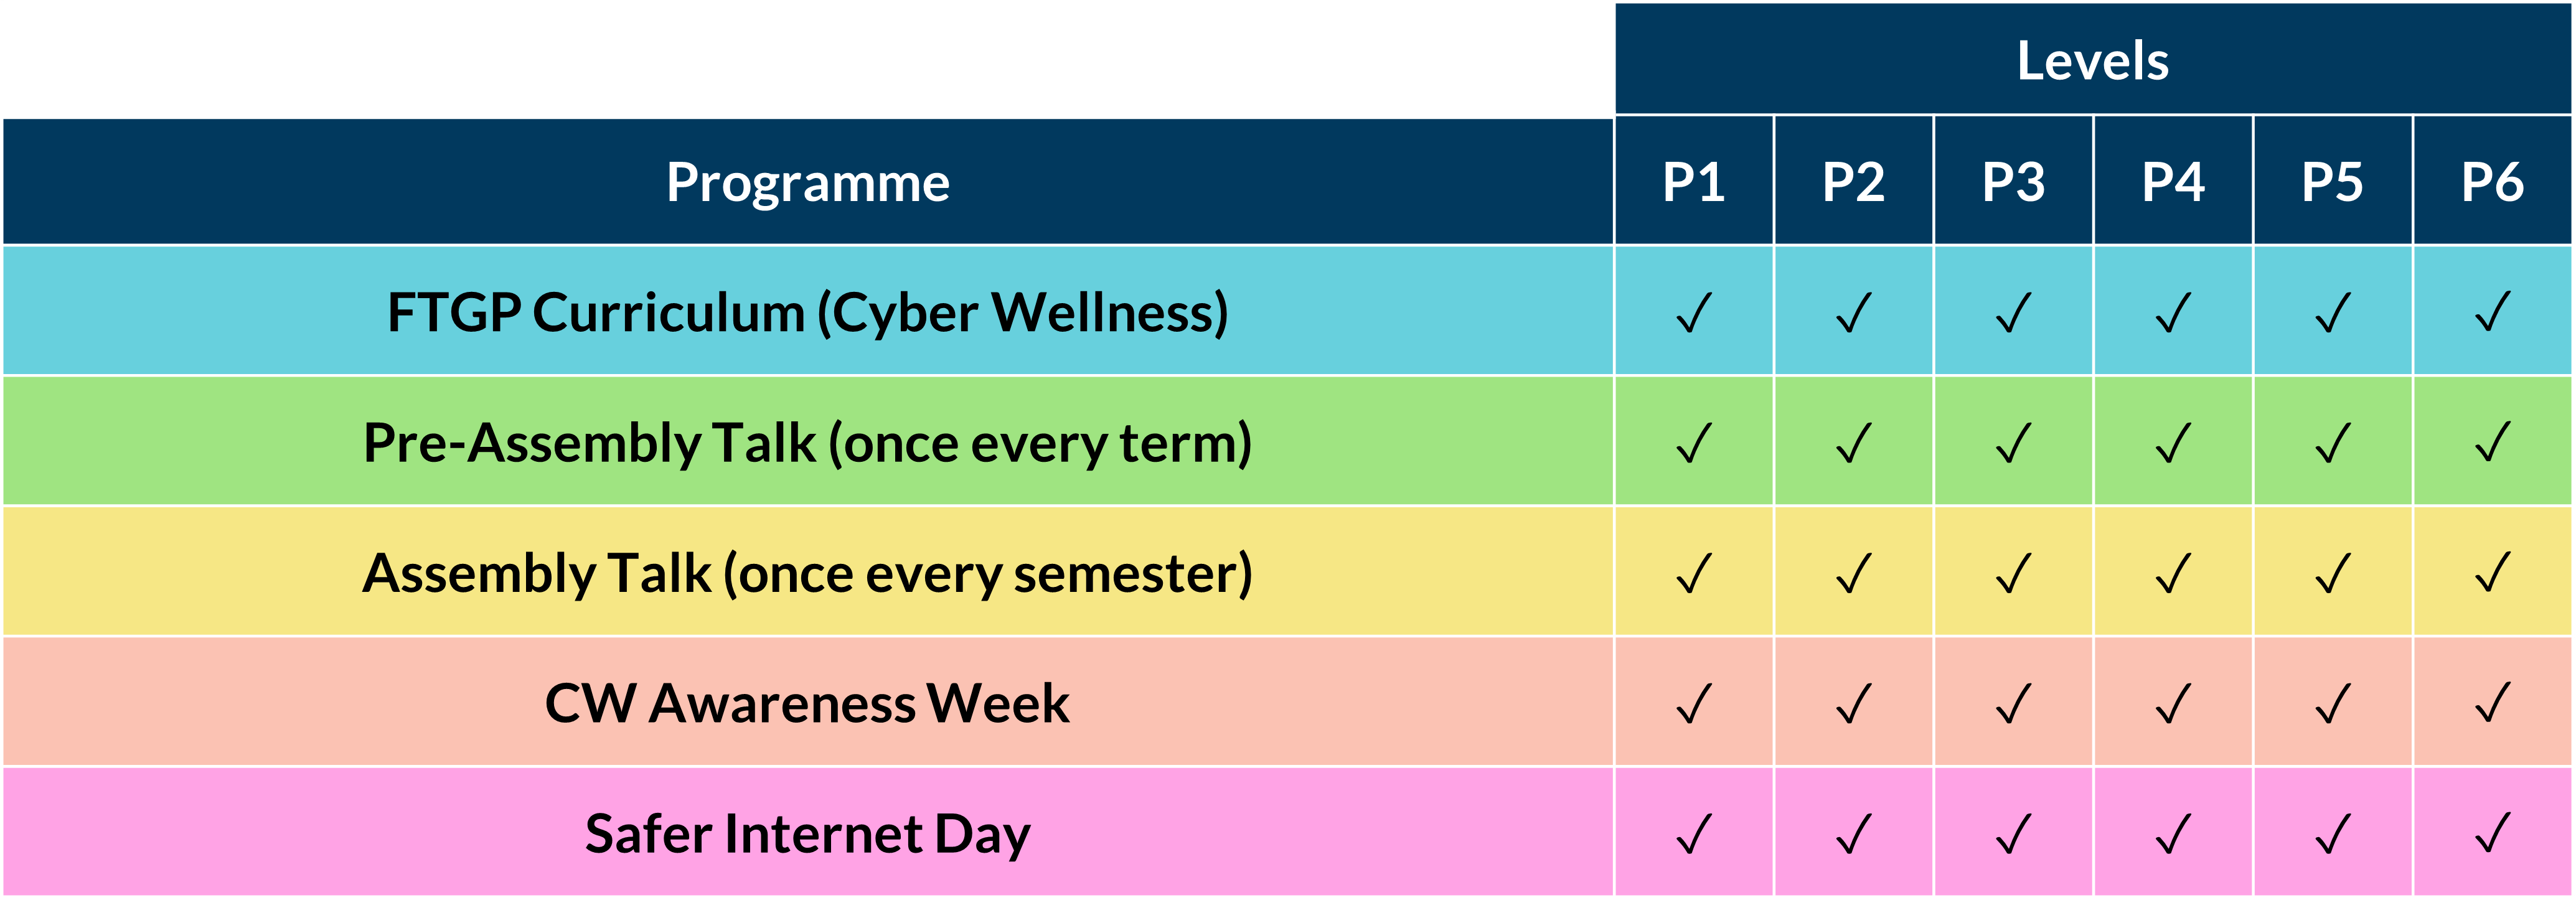 Levels
Programme P1 P2 P3 P4 P5 P6
FTGP Curriculum (Cyber Wellness) ✓ ✓ ✓ ✓ ✓ ✓
Pre-Assembly Talk (once every term) ✓ ✓ ✓ ✓ ✓ ✓
Assembly Talk (once every semester) ✓ ✓ ✓ ✓ ✓ ✓
CW Awareness Week ✓ ✓ ✓ ✓ ✓ ✓
Safer Internet Day ✓ ✓ ✓ ✓ ✓ ✓